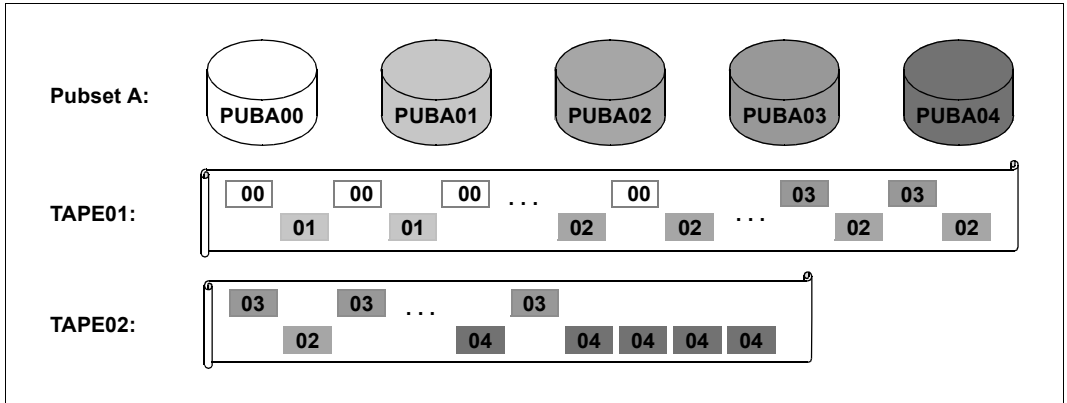 Pubset A: PUBA00 PUBA01 PUBA02 PUBA03 PUBA04
TAPE01:
00 00 00 . . . 00 03 03
01 01 02 02 . . . 02 02
TAPE02:
03 03 . . . 03
02 04 04 04 04 04